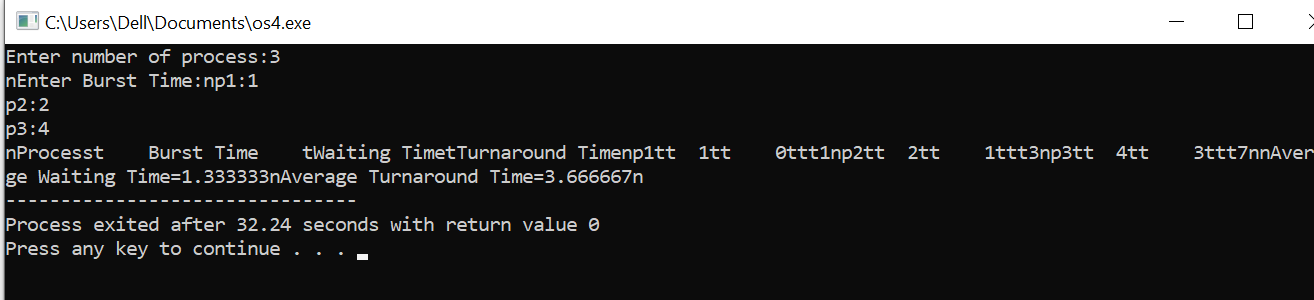 C:\Users\Dell\Documents\os4.exe
Enter number of process:3
nEnter Burst Time:np1:1
p2:2
p3:4
nProcesst    Burst Time    tWaiting TimetTurnaround Timenp1tt  1tt    0ttt1np2tt  2tt    1ttt3np3tt  4tt    3ttt7nnAver
ge Waiting Time=1.333333nAverage Turnaround Time=3.666667n
--------------------------------
Process exited after 32.24 seconds with return value 0
Press any key to continue . . .